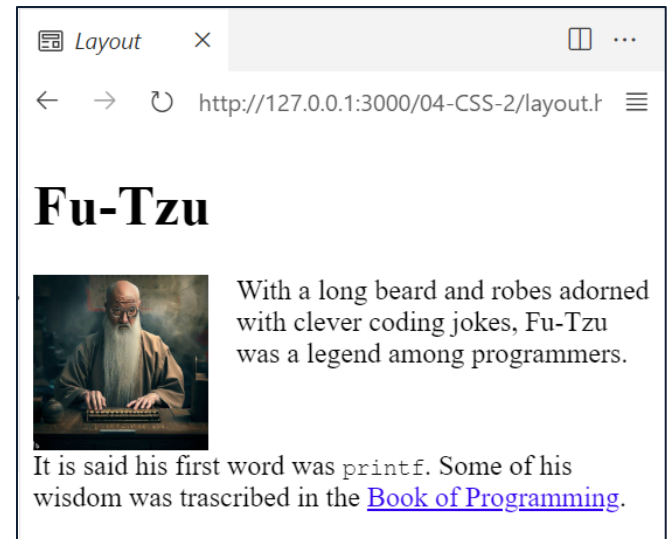 Layout
http://127.0.0.1:3000/04-CSS-2/layout.h
Fu-Tzu
With a long beard and robes adorned
with clever coding jokes, Fu-Tzu
was a legend among programmers.
It is said his first word was printf. Some of his
wisdom was trascribed in the Book of Programming.